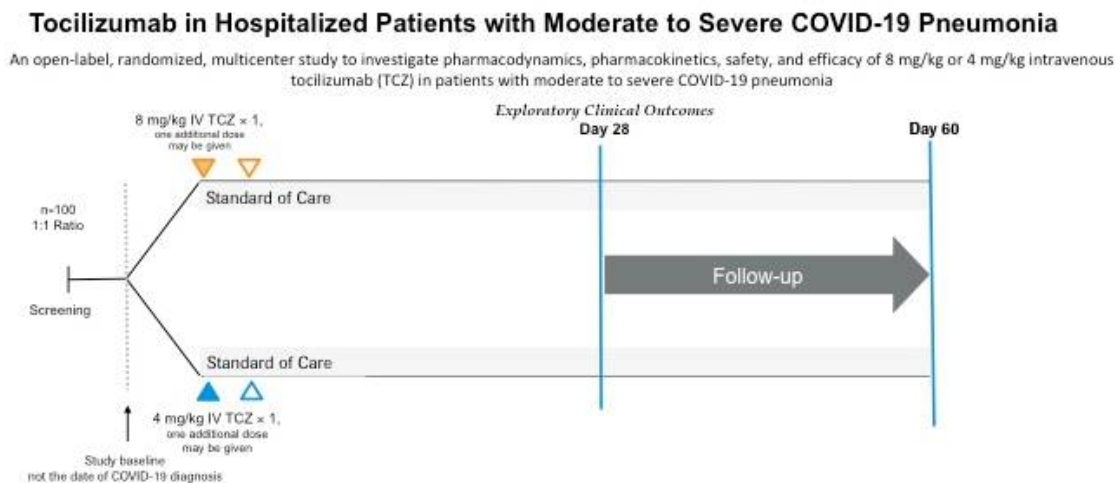 Tocilizumab in Hospitalized Patients with Moderate to Severe COVID-19 Pneumonia
An open-label, randomized, multicenter study to investigate pharmacodynamics, pharmacokinetics, safety, and efficacy of 8 mg/kg or 4 mg/kg intravenous
tocilizumab (TCZ) in patients with moderate to severe COVID-19 pneumonia
Exploratory Clinical Outcomes
Day 28
Day 60
8 mg/kg IV TCZ × 1,
one additional dose
may be given
Standard of Care
n=100
1:1 Ratio
Screening
Follow-up
Standard of Care
4 mg/kg IV TCZ × 1,
one additional dose
may be given
Study baseline
not the date of COVID-19 diagnosis